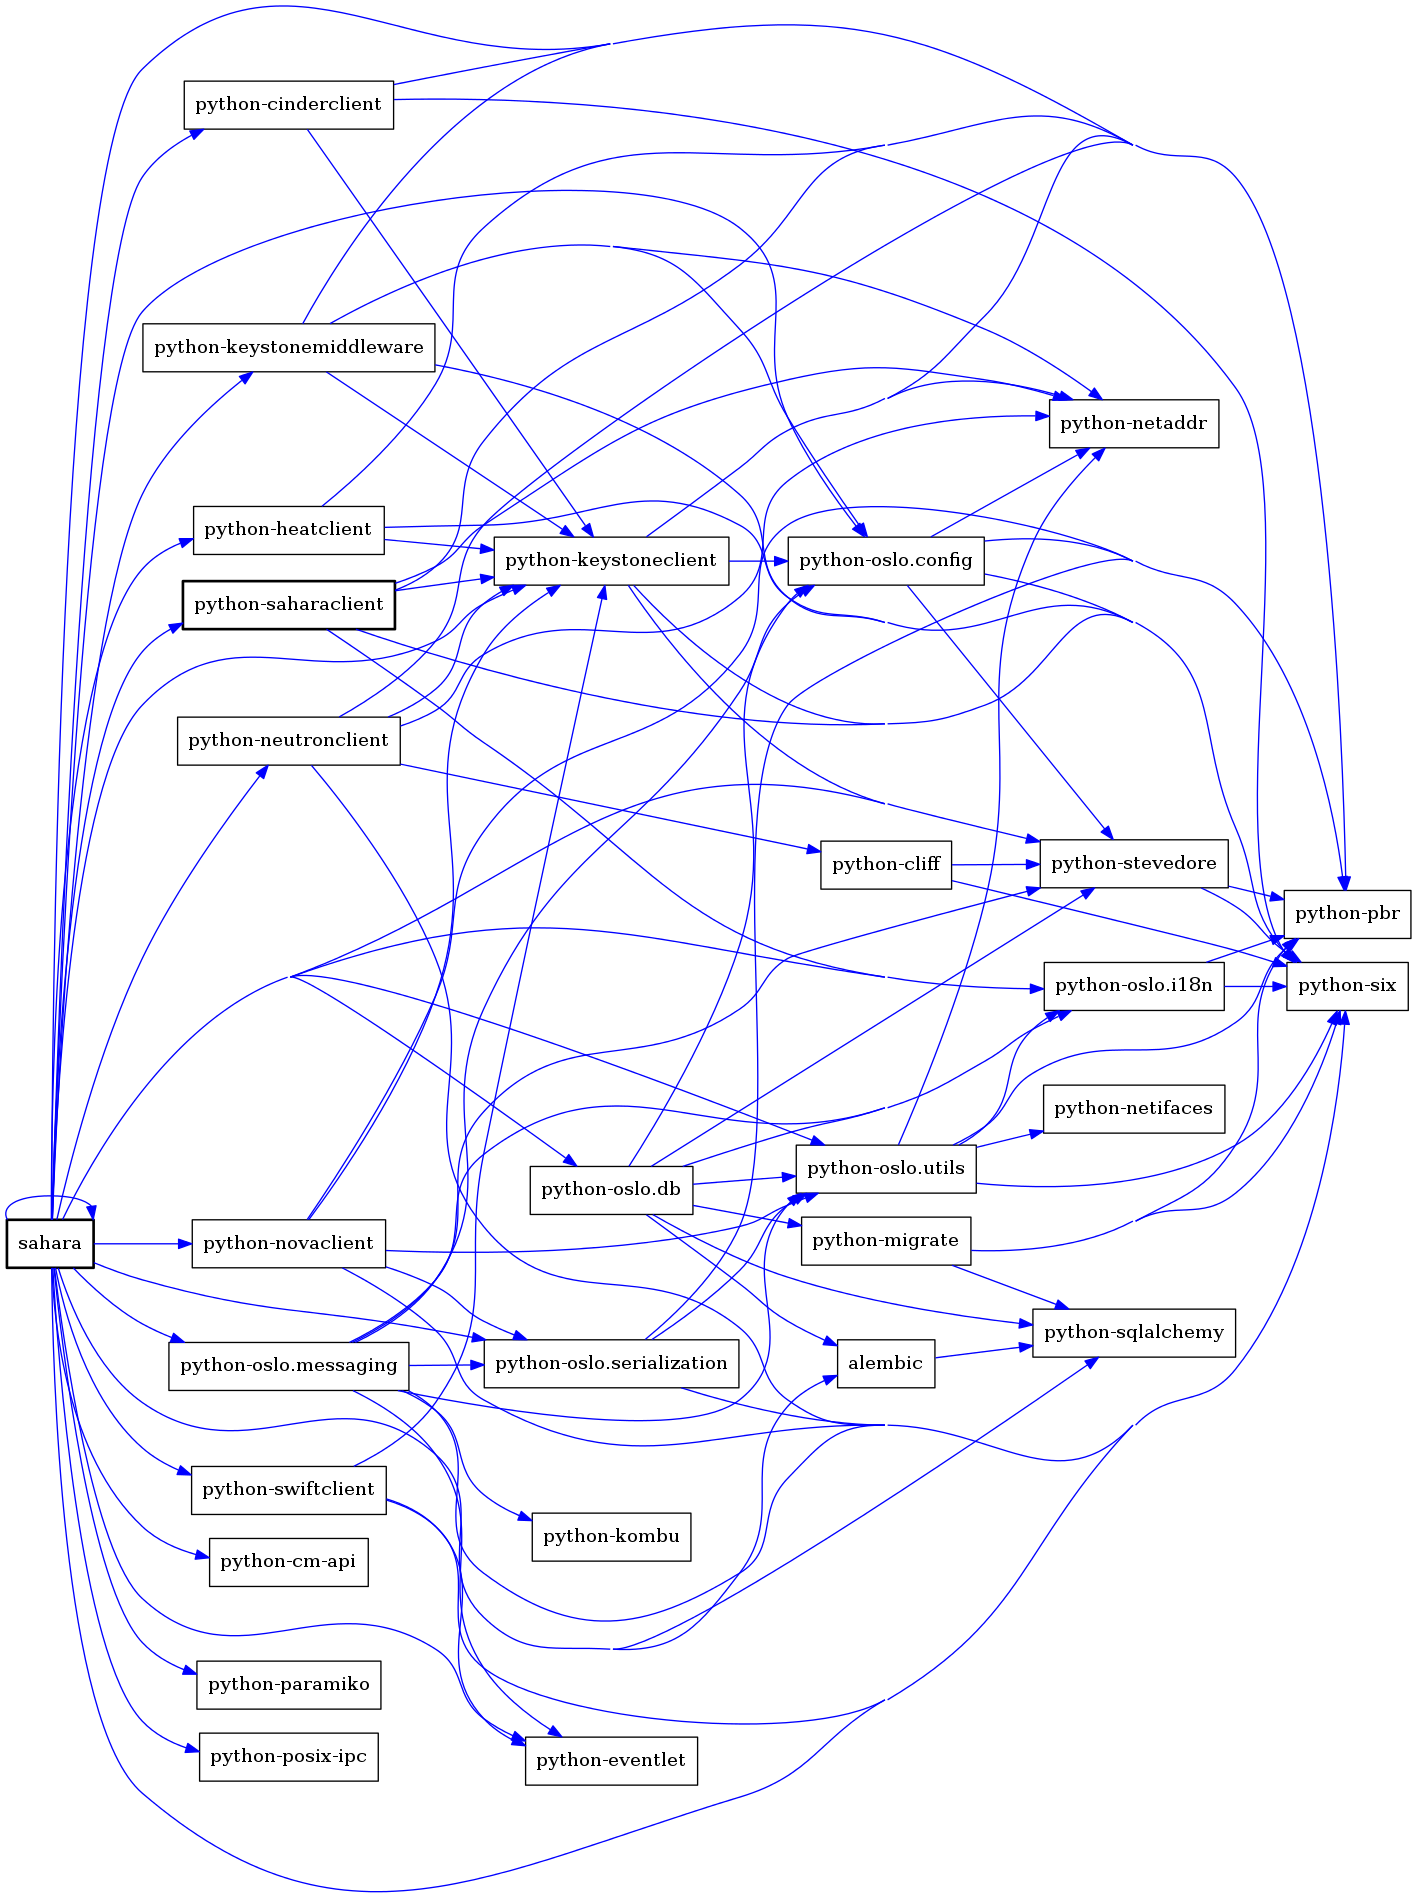 python-cinderclient
python-keystonemiddleware
python-netaddr
python-heatclient
python-keystoneclient
python-oslo.config
python-saharaclient
python-neutronclient
python-cliff
python-stevedore
python-pbr
python-oslo.i18n
python-six
python-netifaces
python-oslo.utils
python-oslo.db
sahara
python-novaclient
python-migrate
python-sqlalchemy
python-oslo.messaging
python-oslo.serialization
alembic
python-swiftclient
python-kombu
python-cm-api
python-paramiko
python-posix-ipc
python-eventlet